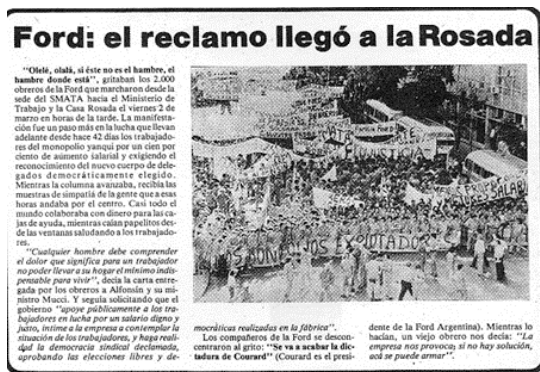 Ford: el reclamo llegó a la Rosada
"Olelé, olalá, si éste no es el hambre, el
hambre donde está", gritaban los 2.000
obreros de la Ford que marcharon desde la
sede del SMATA hacia el Ministerio de
Trabajo y la Casa Rosada el viernes 2 de
marzo en horas de la tarde. La manifesta-
ción fue un paso más en la lucha que llevan
adelante desde hace 42 días los trabajado-
res del monopolio yanqui por un cien por
ciento de aumento salarial y exigiendo el
reconocimiento del nuevo cuerpo de dele-
gados democráticamente elegido.
Mientras la columna avanzaba, recibía las
muestras de simpatía de la gente que a esas
horas andaba por el centro. Casi todo el
mundo colaboraba con dinero para las ca-
jas de ayuda, mientras caían papelitos des-
de las ventanas saludando a los trabajado-
res.
"Cualquier hombre debe comprender
el dolor que significa para un trabajador
no poder llevar a su hogar el mínimo indis-
pensable para vivir", decía la carta entre-
gada por los obreros a Alfonsín y su mi-
nistro Mucci. Y seguía solicitando que el
gobierno "apoye públicamente a los tra-
bajadores en lucha por un salario digno y
justo, intime a la empresa a contemplar la
situación de los trabajadores, y haga reali-
dad la democracia sindical declamada,
aprobando las elecciones libres y de-
mocráticas realizadas en la fábrica".
Los compañeros de la Ford se descon-
centraron al grito: "Se va a acabar la dic-
tadura de Courard" (Courard es el presi-
dente de la Ford Argentina). Mientras lo
hacían, un viejo obrero nos decía: "La
empresa nos provoca; si no hay solución,
acá se puede armar".
EXPLOTADORES